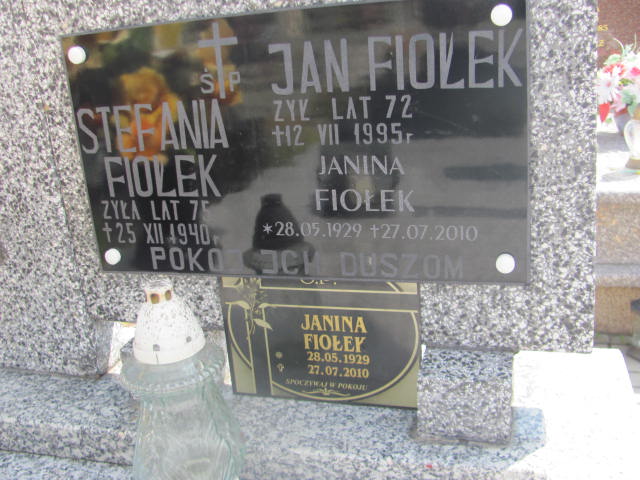 Ś P
STEFANIA
FIOŁEK
ŻYŁA LAT 75
+25 XII 1940r
JAN FIOŁEK
ŻYŁ LAT 72
+12 VII 1995r
JANINA
FIOŁEK
*28.05.1929 +27.07.2010
POKÓJ ICH DUSZOM
JANINA
FIOŁEK
28.05.1929
27.07.2010
SPOCZYWAJ W POKOJU